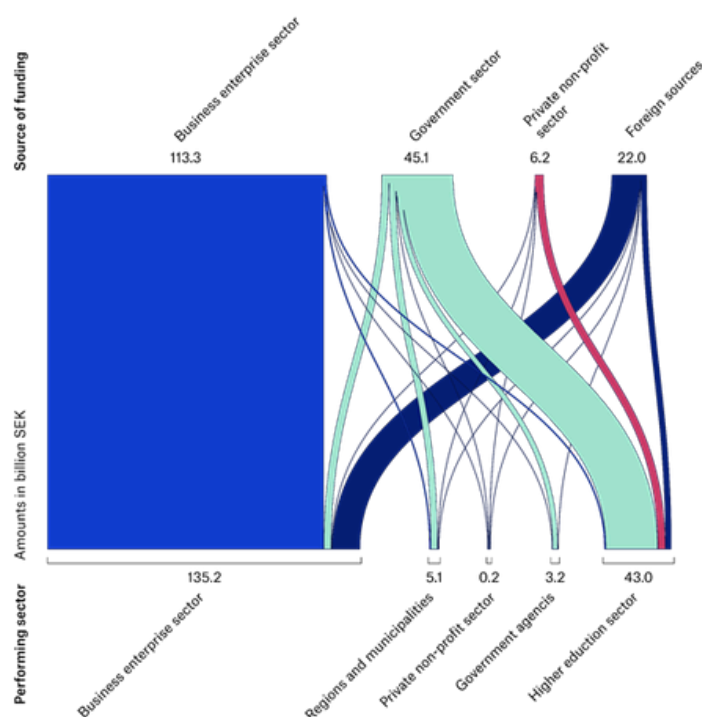 Source of funding
Business enterprise sector
Government sector
Private non-profit
sector
Foreign sources
113.3
45.1
6.2
22.0
Amounts in billion SEK
135.2
5.1
0.2
3.2
43.0
Performing sector
Business enterprise sector
Regions and municipalities
Private non-profit sector
Government agencis
Higher eduction sector